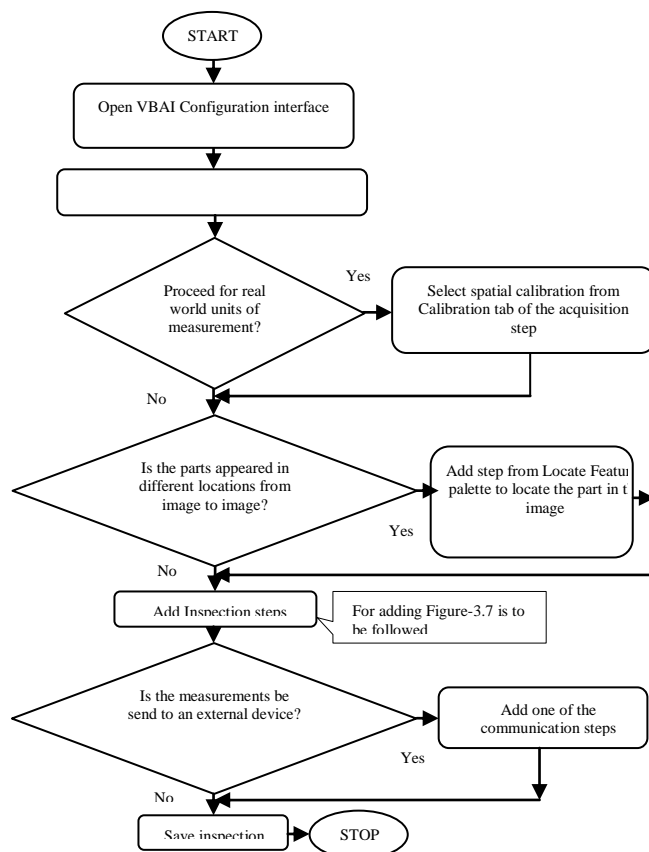 START
Open VBAI Configuration interface
Proceed for real
world units of
measurement?
Yes
Select spatial calibration from
Calibration tab of the acquisition
step
No
Is the parts appeared in
different locations from
image to image?
Yes
Add step from Locate Featu
palette to locate the part in
image
No
Add Inspection steps
For adding Figure-3.7 is to
be followed
Is the measurements be
send to an external device?
Yes
Add one of the
communication steps
No
Save inspection
STOP